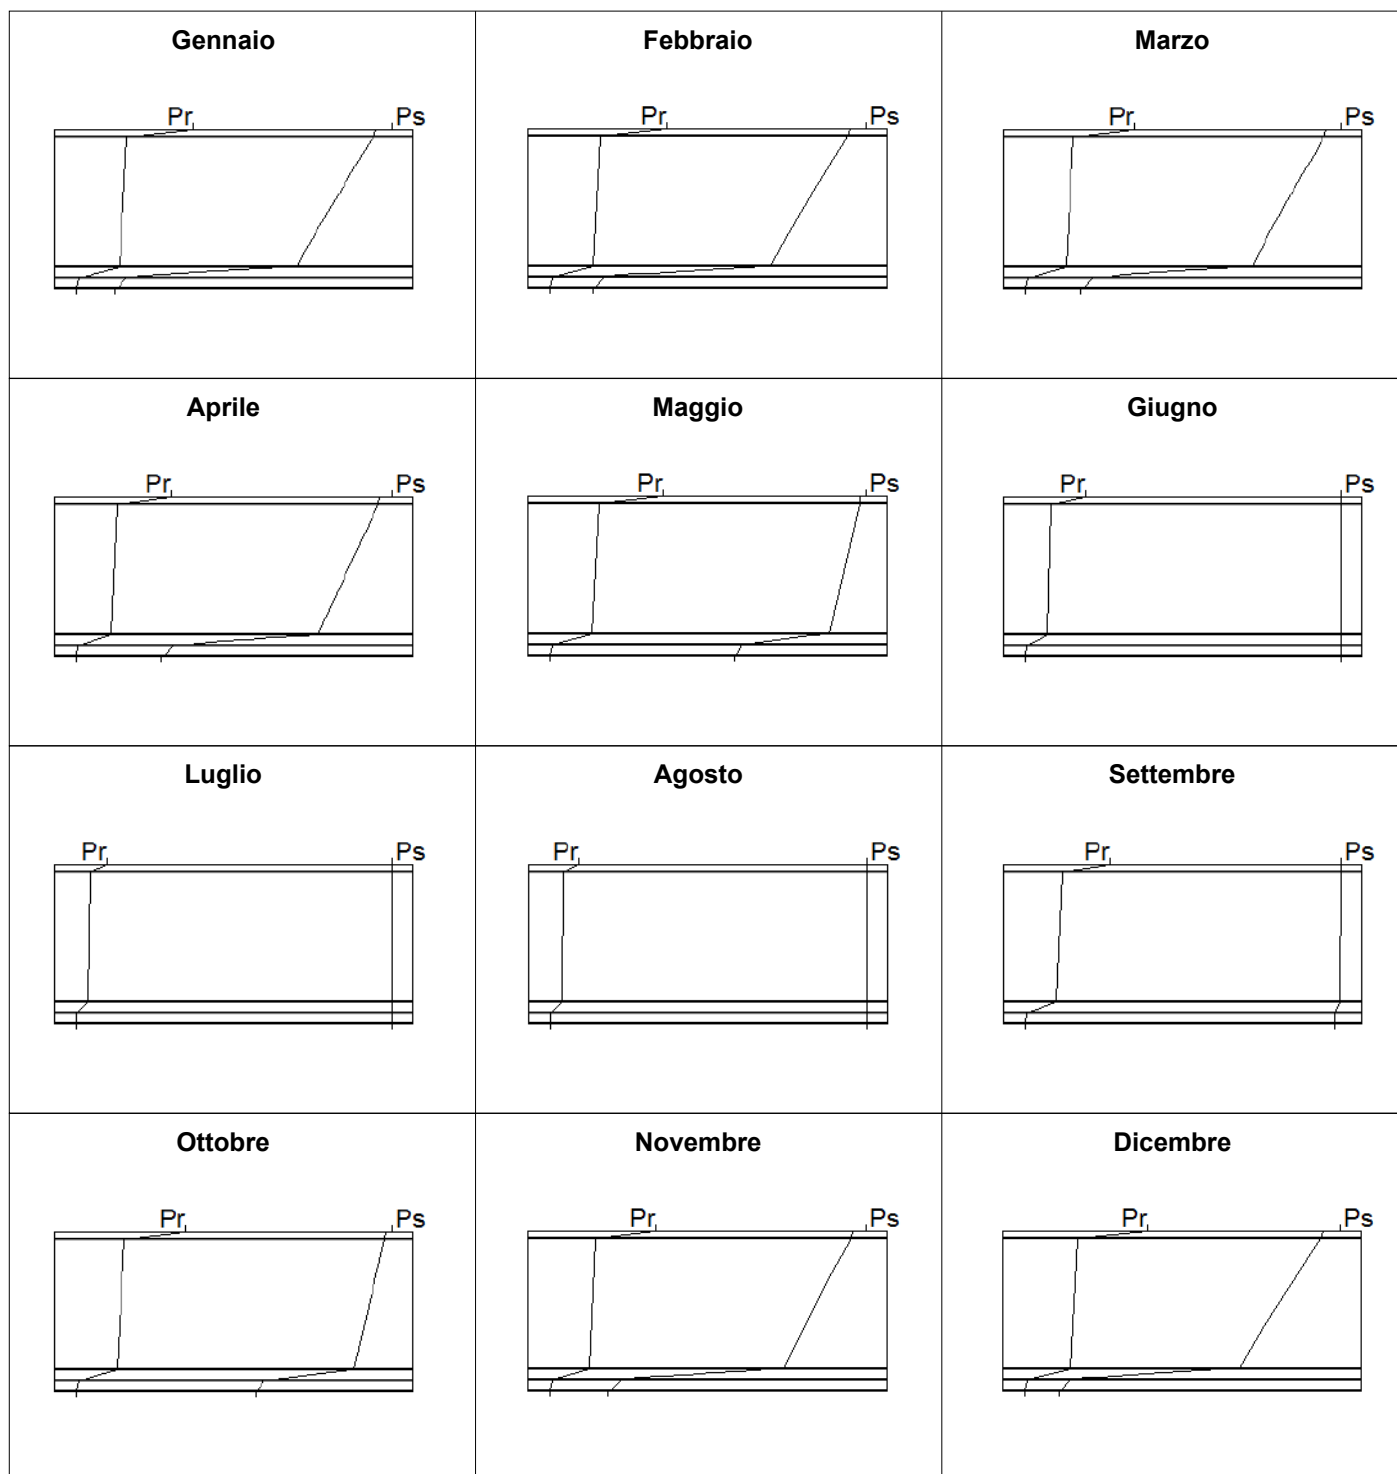 Gennaio Febbraio Marzo
Pr Ps Pr Ps Pr Ps
Aprile Maggio Giugno
Pr Ps Pr Ps Pr Ps
Luglio Agosto Settembre
Pr Ps Pr Ps Pr Ps
Ottobre Novembre Dicembre
Pr Ps Pr Ps Pr Ps